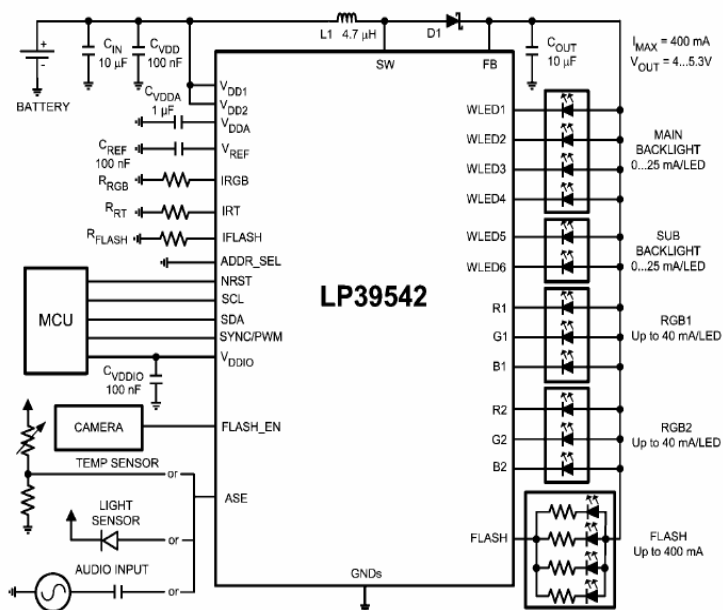 L1 4.7 μH
D1
BATTERY
C_IN
10 μF
C_VDD
100 nF
SW
FB
C_OUT
10 μF
I_MAX = 400 mA
V_OUT = 4...5.3V
C_VDDA
1 μF
C_REF
100 nF
R_RGB
R_RT
R_FLASH
V_DD1
V_DD2
V_DDA
V_REF
IRGB
IRT
IFLASH
ADDR_SEL
NRST
SCL
SDA
SYNC/PWM
V_DDIO
FLASH_EN
ASE
LP39542
GNDs
MCU
C_VDDIO
100 nF
CAMERA
TEMP SENSOR
or
LIGHT
SENSOR
or
AUDIO INPUT
or
WLED1
WLED2
WLED3
WLED4
WLED5
WLED6
R1
G1
B1
R2
G2
B2
FLASH
MAIN
BACKLIGHT
0...25 mA/LED
SUB
BACKLIGHT
0...25 mA/LED
RGB1
Up to 40 mA/LED
RGB2
Up to 40 mA/LED
FLASH
Up to 400 mA